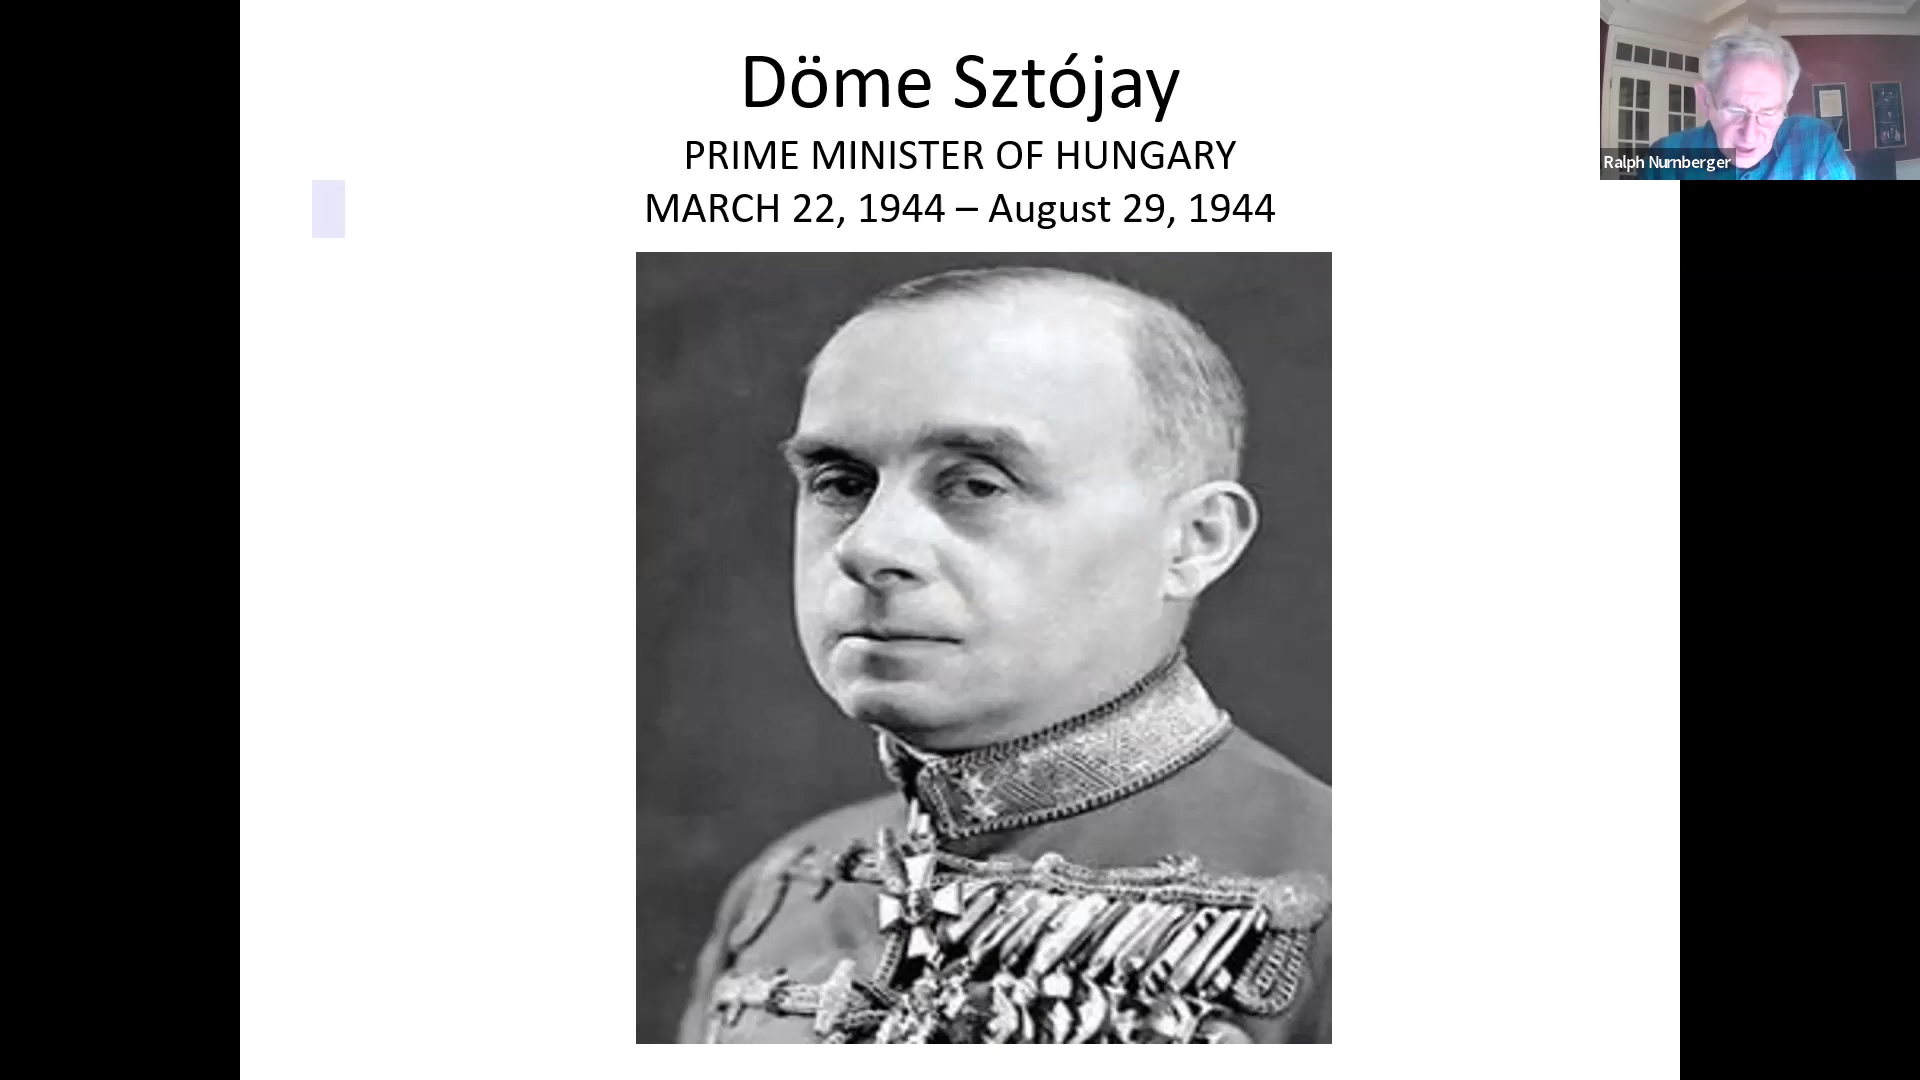 Döme Sztójay
PRIME MINISTER OF HUNGARY
MARCH 22, 1944 – August 29, 1944
Ralph Nurnberger